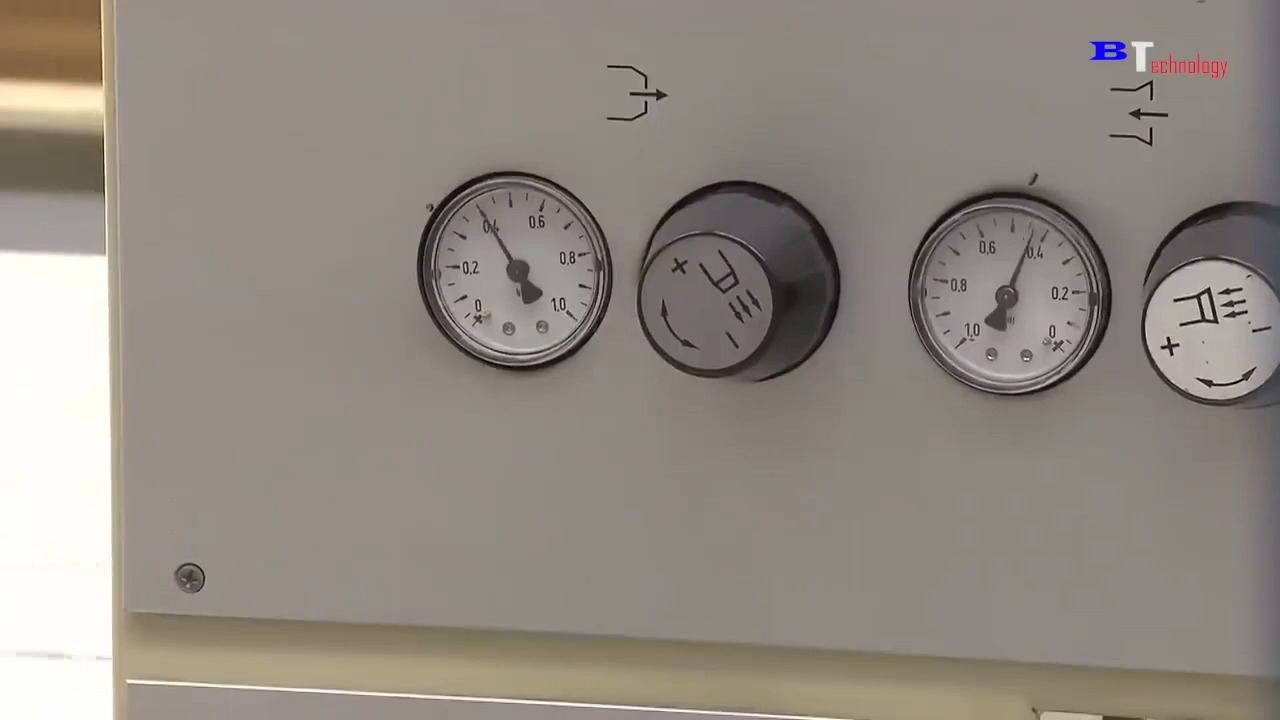 BTechnology
0 0,2 0,4 0,6 0,8 1,0
+ −
1,0 0,8 0,6 0,4 0,2 0
+ −